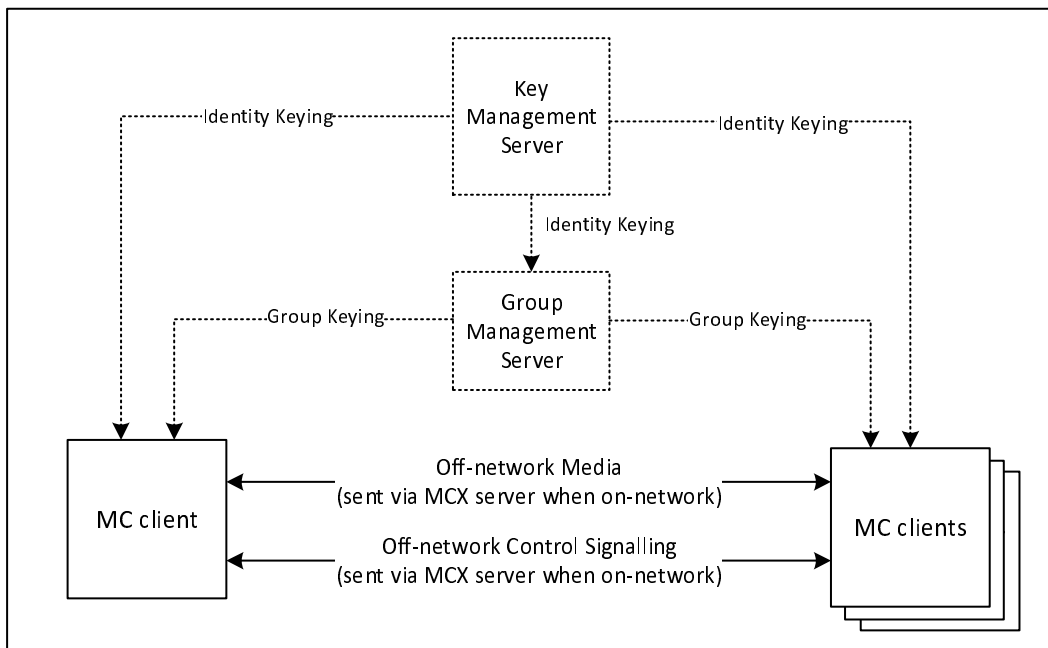 Key
Management
Server
Identity Keying
Identity Keying
Identity Keying
Group
Management
Server
Group Keying
Group Keying
MC client
Off-network Media
(sent via MCX server when on-network)
Off-network Control Signalling
(sent via MCX server when on-network)
MC clients